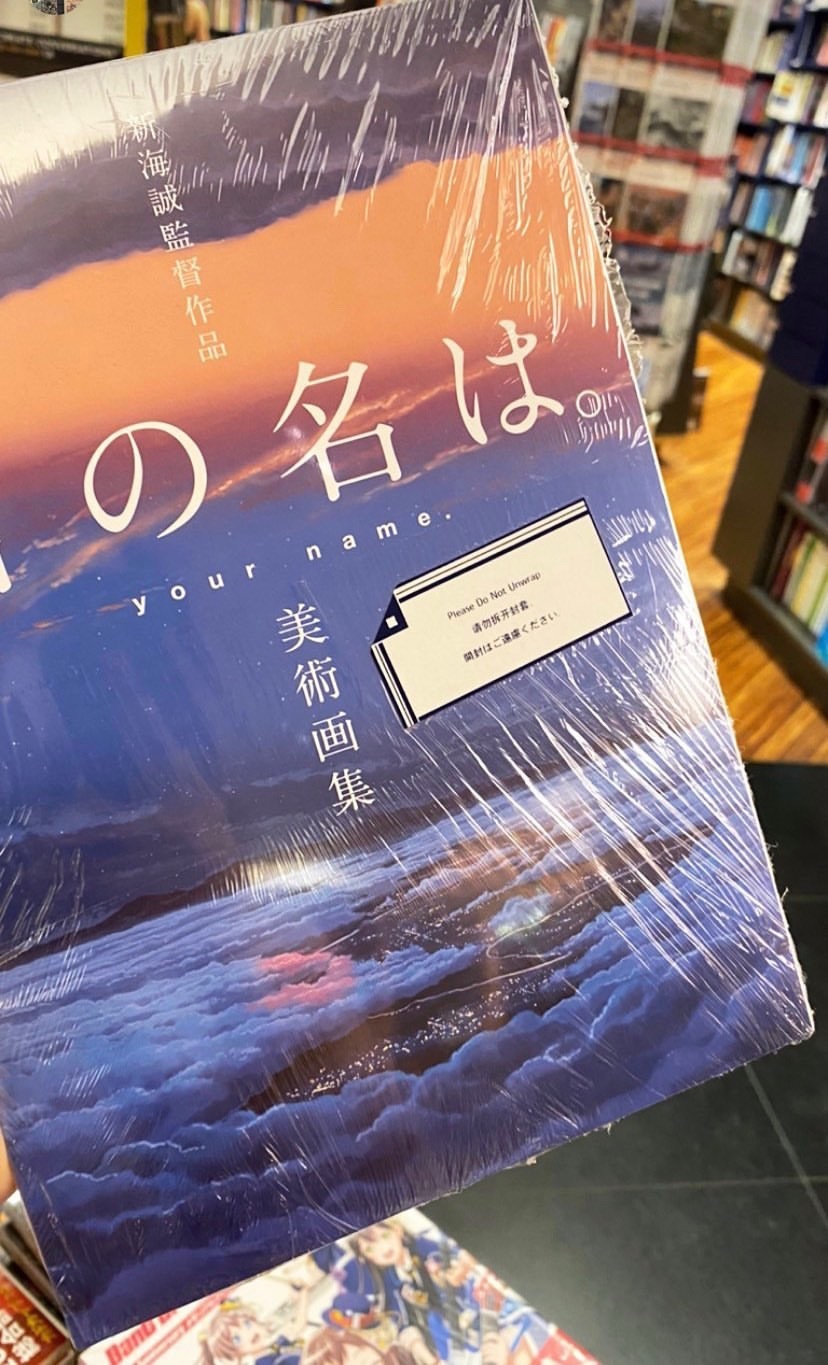 新海誠監督作品
の名は。
your name.
美術画集
Please Do Not Unwrap
请勿拆开封套.
開封はご遠慮ください
BanG